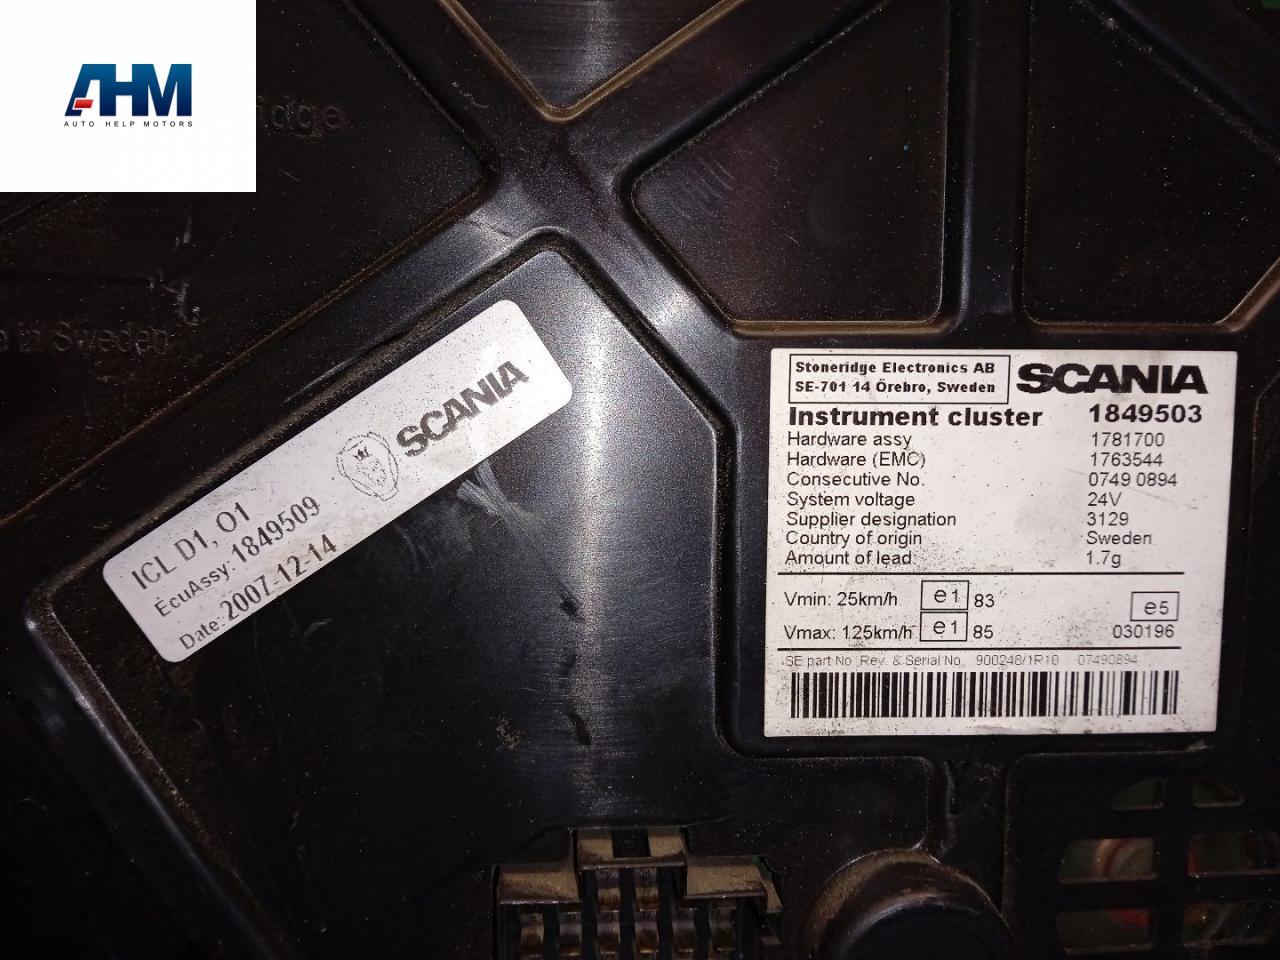 AHM
AUTO HELP MOTORS
in Sweden
SCANIA
ICL D1, O1
EcuAssy: 1849509
Date: 2007-12-14
Stoneridge Electronics AB
SE-701 14 Örebro, Sweden
SCANIA
Instrument cluster 1849503
Hardware assy 1781700
Hardware (EMC) 1763544
Consecutive No. 0749 0894
System voltage 24V
Supplier designation 3129
Country of origin Sweden
Amount of lead 1.7g
Vmin: 25km/h e1 83
e5
Vmax: 125km/h e1 85 030196
SE part No Rev. & Serial No. 900248/1R10 07490894